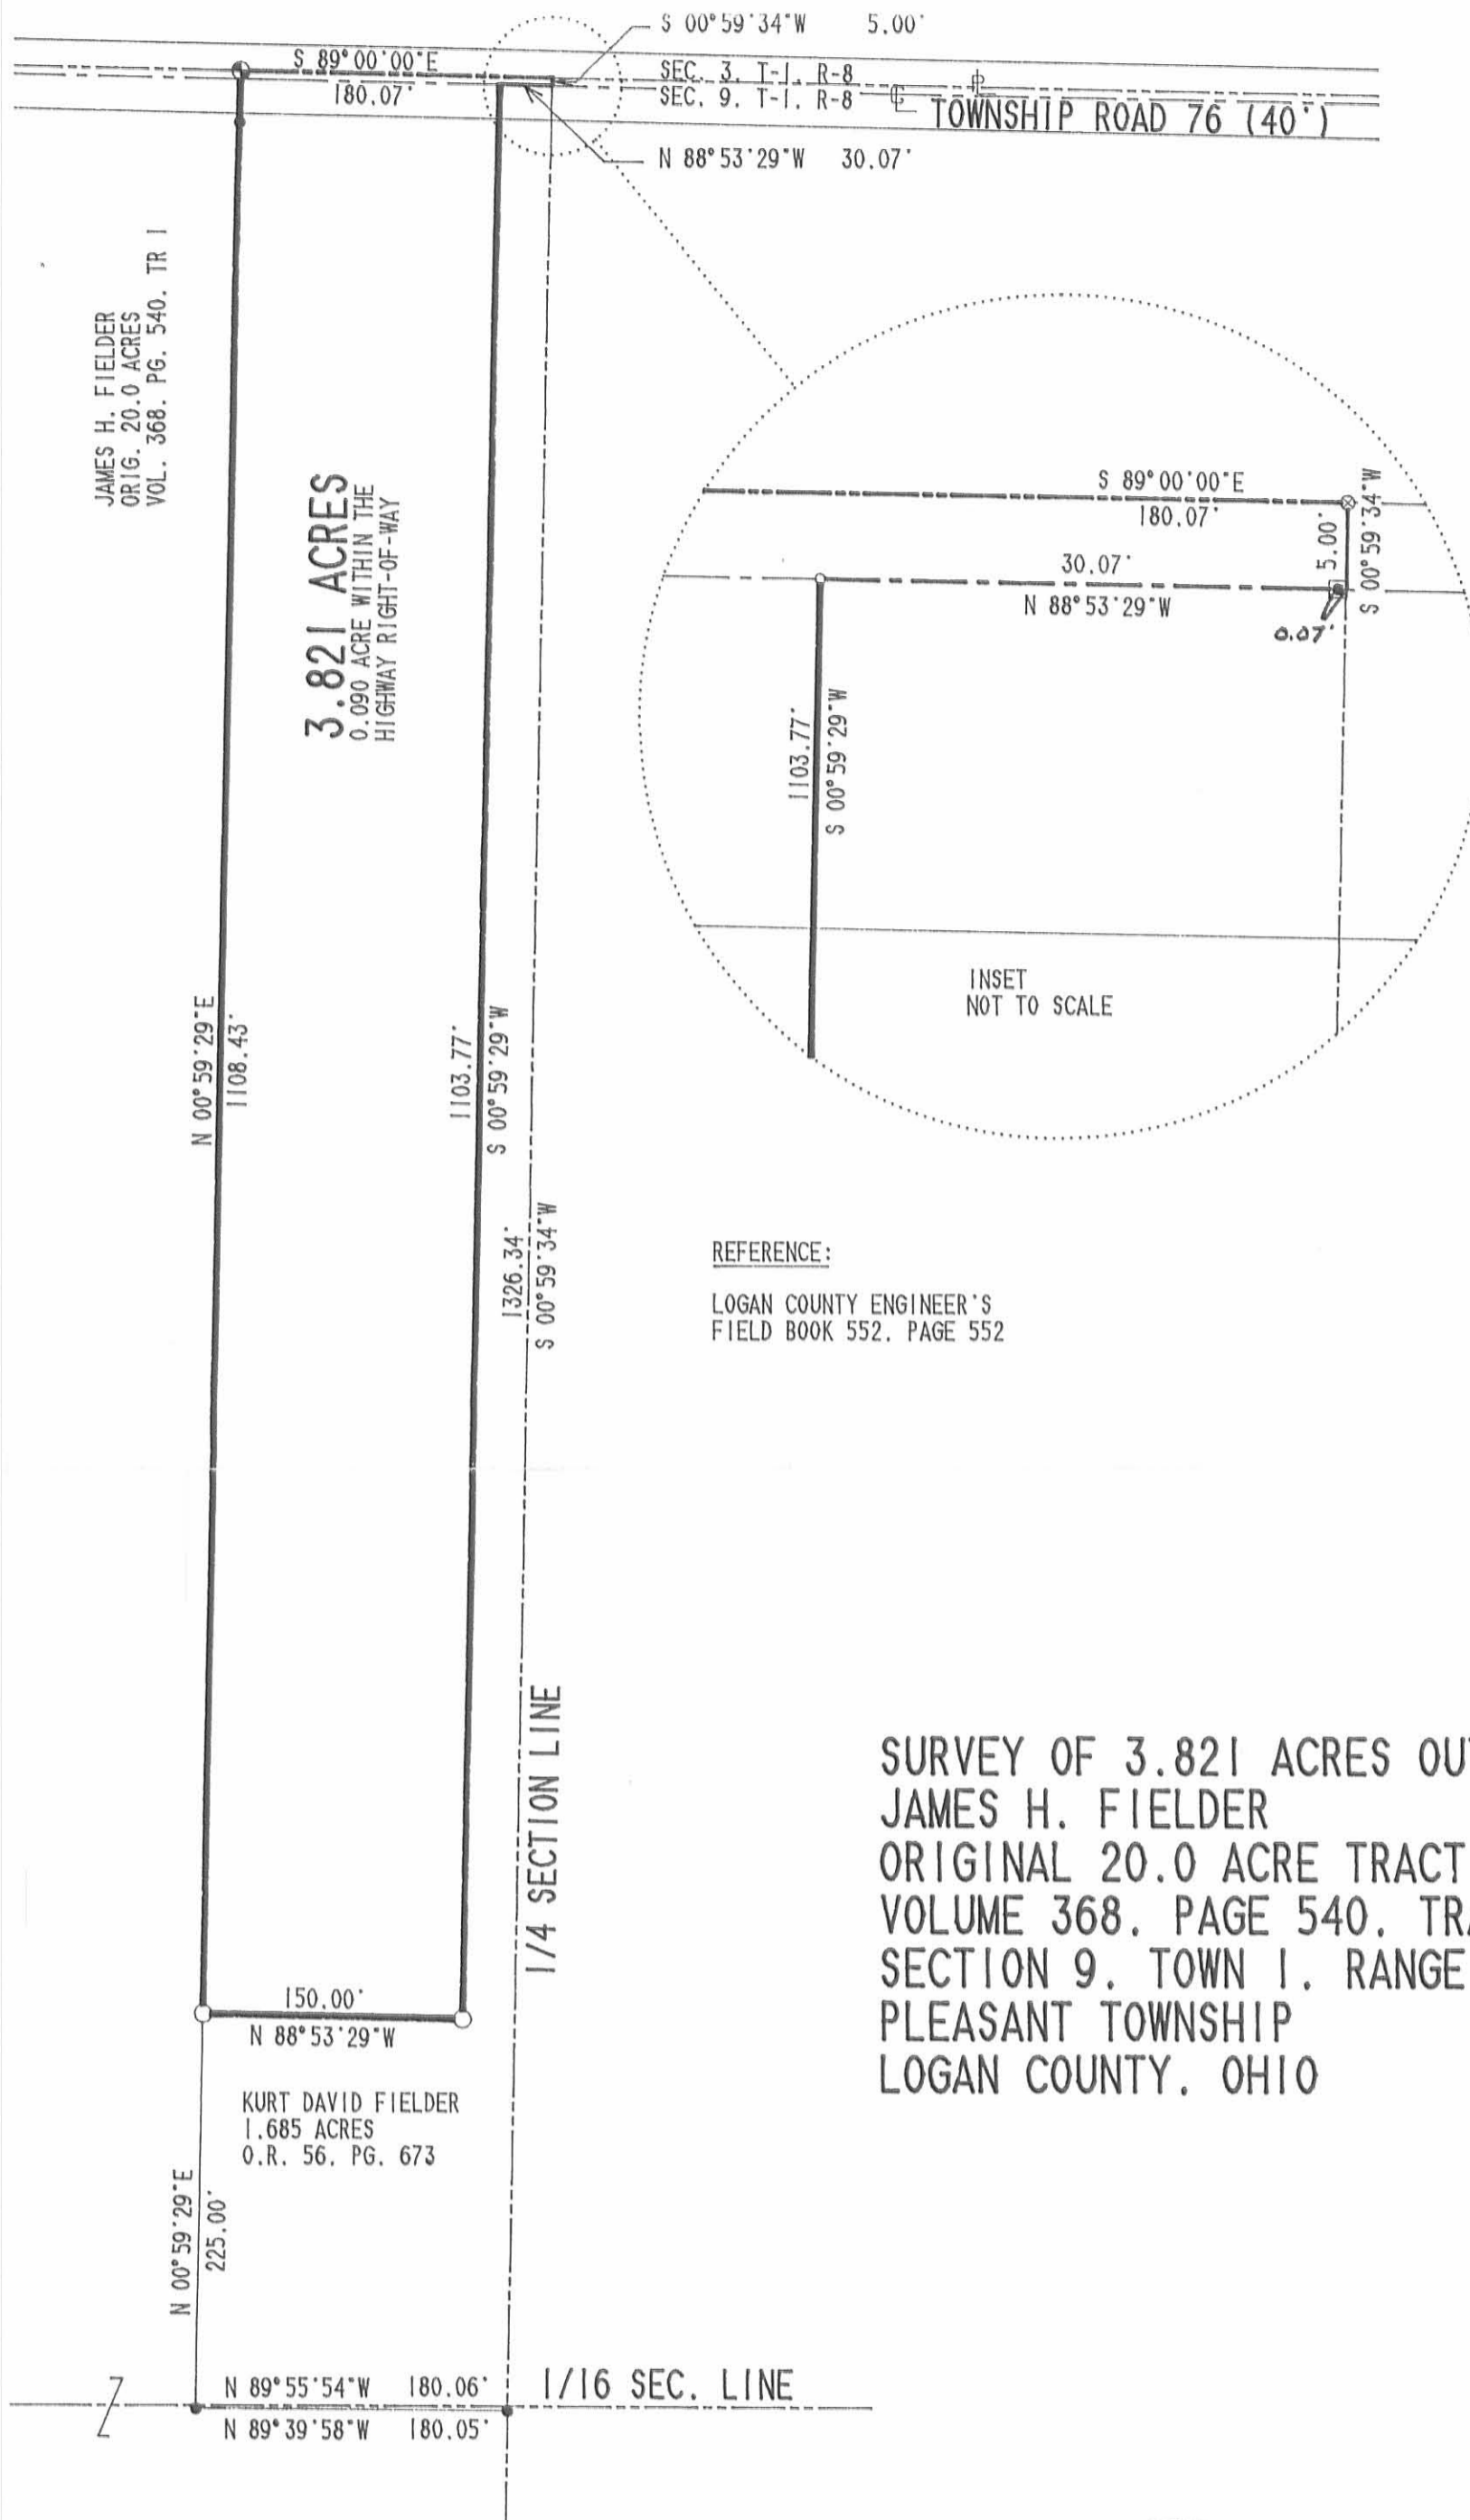 S 00°59'34"W 5.00'
S 89°00'00"E
180.07'
SEC. 3. T-1. R-8
SEC. 9. T-1. R-8
TOWNSHIP ROAD 76 (40')
N 88°53'29"W 30.07'
JAMES H. FIELDER
ORIG. 20.0 ACRES
VOL. 368. PG. 540. TR 1
3.821 ACRES
0.090 ACRE WITHIN THE
HIGHWAY RIGHT-OF-WAY
S 89°00'00"E
180.07'
5.00'
S 00°59'34"W
30.07'
N 88°53'29"W
0.07'
1103.77'
S 00°59'29"W
INSET
NOT TO SCALE
N 00°59'29"E
1108.43'
1103.77'
S 00°59'29"W
1326.34'
S 00°59'34"W
REFERENCE:
LOGAN COUNTY ENGINEER'S
FIELD BOOK 552. PAGE 552
1/4 SECTION LINE
SURVEY OF 3.821 ACRES OU
JAMES H. FIELDER
ORIGINAL 20.0 ACRE TRACT
VOLUME 368. PAGE 540. TR
SECTION 9. TOWN 1. RANGE
PLEASANT TOWNSHIP
LOGAN COUNTY. OHIO
150.00'
N 88°53'29"W
KURT DAVID FIELDER
1.685 ACRES
O.R. 56. PG. 673
N 00°59'29"E
225.00'
N 89°55'54"W 180.06'
1/16 SEC. LINE
N 89°39'58"W 180.05'